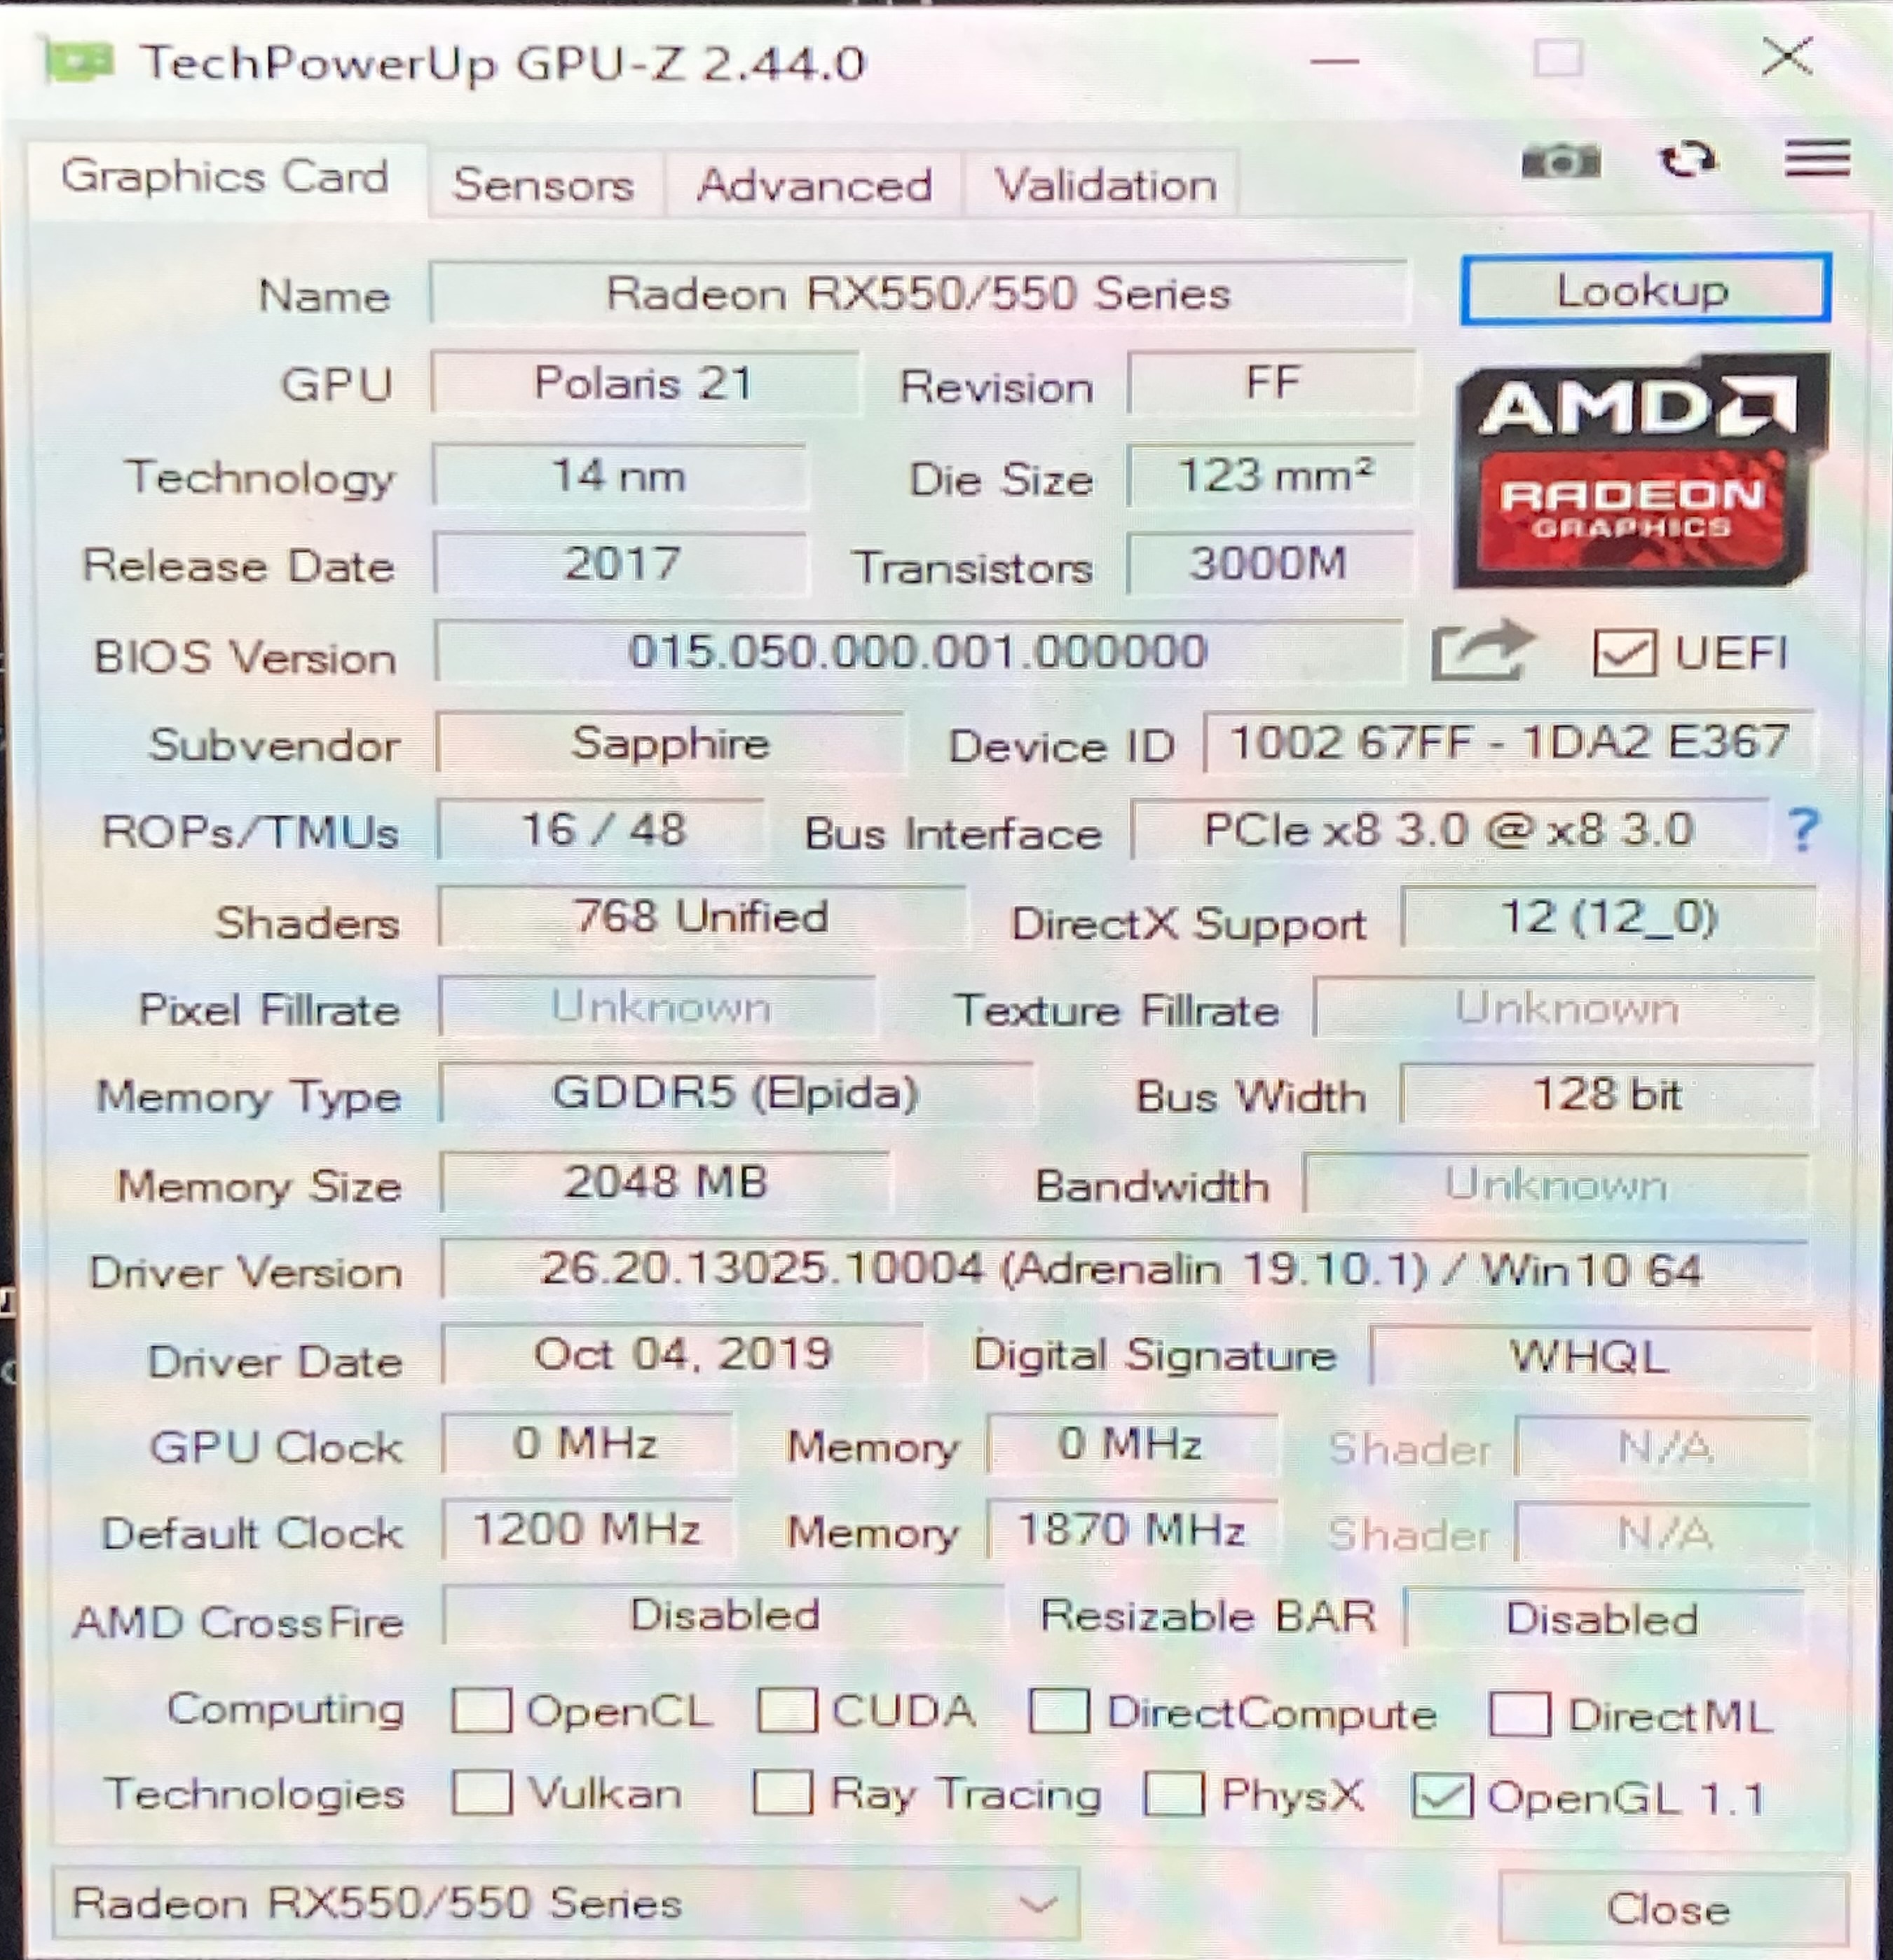 TechPowerUp GPU-Z 2.44.0
Graphics Card Sensors Advanced Validation
Name Radeon RX550/550 Series Lookup
GPU Polaris 21 Revision FF
AMD
RADEON
GRAPHICS
Technology 14 nm Die Size 123 mm²
Release Date 2017 Transistors 3000M
BIOS Version 015.050.000.001.000000 UEFI
Subvendor Sapphire Device ID 1002 67FF - 1DA2 E367
ROPs/TMUs 16 / 48 Bus Interface PCIe x8 3.0 @ x8 3.0 ?
Shaders 768 Unified DirectX Support 12 (12_0)
Pixel Fillrate Unknown Texture Fillrate Unknown
Memory Type GDDR5 (Elpida) Bus Width 128 bit
Memory Size 2048 MB Bandwidth Unknown
Driver Version 26.20.13025.10004 (Adrenalin 19.10.1) / Win10 64
Driver Date Oct 04, 2019 Digital Signature WHQL
GPU Clock 0 MHz Memory 0 MHz Shader N/A
Default Clock 1200 MHz Memory 1870 MHz Shader N/A
AMD CrossFire Disabled Resizable BAR Disabled
Computing OpenCL CUDA DirectCompute DirectML
Technologies Vulkan Ray Tracing PhysX OpenGL 1.1
Radeon RX550/550 Series Close